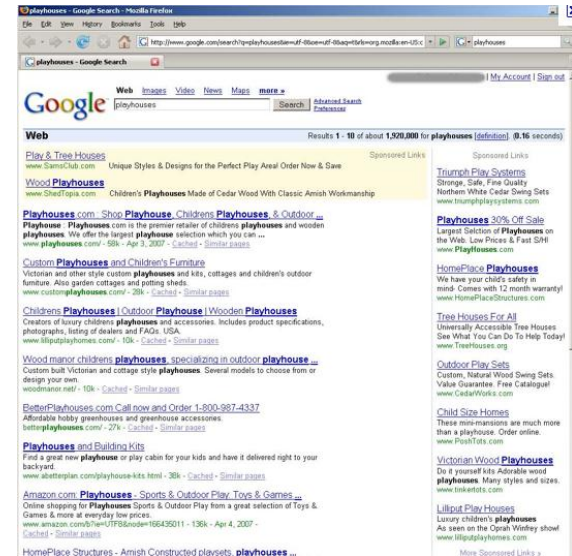 playhouses - Google Search - Mozilla Firefox
File Edit View History Bookmarks Tools Help
http://www.google.com/search?q=playhouses&ie=utf-8&oe=utf-8&aq=t&rls=org.mozilla:en-US:c
playhouses
playhouses - Google Search
| My Account | Sign out
Google
Web Images Video News Maps more »
playhouses Search Advanced Search
Preferences
Web Results 1 - 10 of about 1,920,000 for playhouses [definition]. (0.16 seconds)
Play & Tree Houses Sponsored Links
www.SamsClub.com Unique Styles & Designs for the Perfect Play Area! Order Now & Save
Wood Playhouses
www.ShedTopia.com Children's Playhouses Made of Cedar Wood With Classic Amish Workmanship
Playhouses.com : Shop Playhouse, Childrens Playhouses, & Outdoor ...
Playhouse : Playhouses.com is the premier retailer of childrens playhouses and wooden
playhouses. We offer the largest playhouse selection which you can ...
www.playhouses.com/ - 58k - Apr 3, 2007 - Cached - Similar pages
Custom Playhouses and Children's Furniture
Victorian and other style custom playhouses and kits, cottages and children's outdoor
furniture. Also garden cottages and potting sheds.
www.customplayhouses.com/ - 28k - Cached - Similar pages
Childrens Playhouses | Outdoor Playhouse | Wooden Playhouses
Creators of luxury childrens playhouses and accessories. Includes product specifications,
photographs, listing of dealers and FAQs. USA.
www.lilliputplayhomes.com/ - 10k - Cached - Similar pages
Wood manor childrens playhouses, specializing in outdoor playhouse ...
Custom built Victorian and cottage style playhouses. Several models to choose from or
design your own.
woodmanor.net/ - 10k - Cached - Similar pages
BetterPlayhouses.com Call now and Order 1-800-987-4337
Affordable hobby greenhouses and greenhouse accessories.
betterplayhouses.com/ - 27k - Cached - Similar pages
Playhouses and Building Kits
Find a great new playhouse or play cabin for your kids and have it delivered right to your
backyard.
www.abetterplan.com/playhouse-kits.html - 38k - Cached - Similar pages
Amazon.com: Playhouses - Sports & Outdoor Play: Toys & Games ...
Online shopping for Playhouses Sports & Outdoor Play from a great selection of Toys &
Games & more at everyday low prices.
www.amazon.com/b?ie=UTF8&node=166435011 - 136k - Apr 4, 2007 -
Cached - Similar pages
HomePlace Structures - Amish Constructed playsets, playhouses ...
Sponsored Links
Triumph Play Systems
Stronge, Safe, Fine Quality
Northern White Cedar Swing Sets
www.triumphplaysystems.com
Playhouses 30% Off Sale
Largest Selction of Playhouses on
the Web. Low Prices & Fast S/H!
www.PlayHouses.com
HomePlace Playhouses
We have your child's safety in
mind- Comes with 12 month warranty!
www.HomePlaceStructures.com
Tree Houses For All
Universally Accessible Tree Houses
See What You Can Do To Help Today!
www.TreeHouses.org
Outdoor Play Sets
Custom, Natural Wood Swing Sets.
Value Guarantee. Free Catalogue!
www.CedarWorks.com
Child Size Homes
These mini-mansions are much more
than a playhouse. Order online.
www.PoshTots.com
Victorian Wood Playhouses
Do it yourself kits Adorable wood
playhouses. Many styles and sizes.
www.tinkertots.com
Lilliput Play Houses
Luxury children's playhouses
As seen on the Oprah Winfrey show!
www.lilliputplayhomes.com
More Sponsored Links »